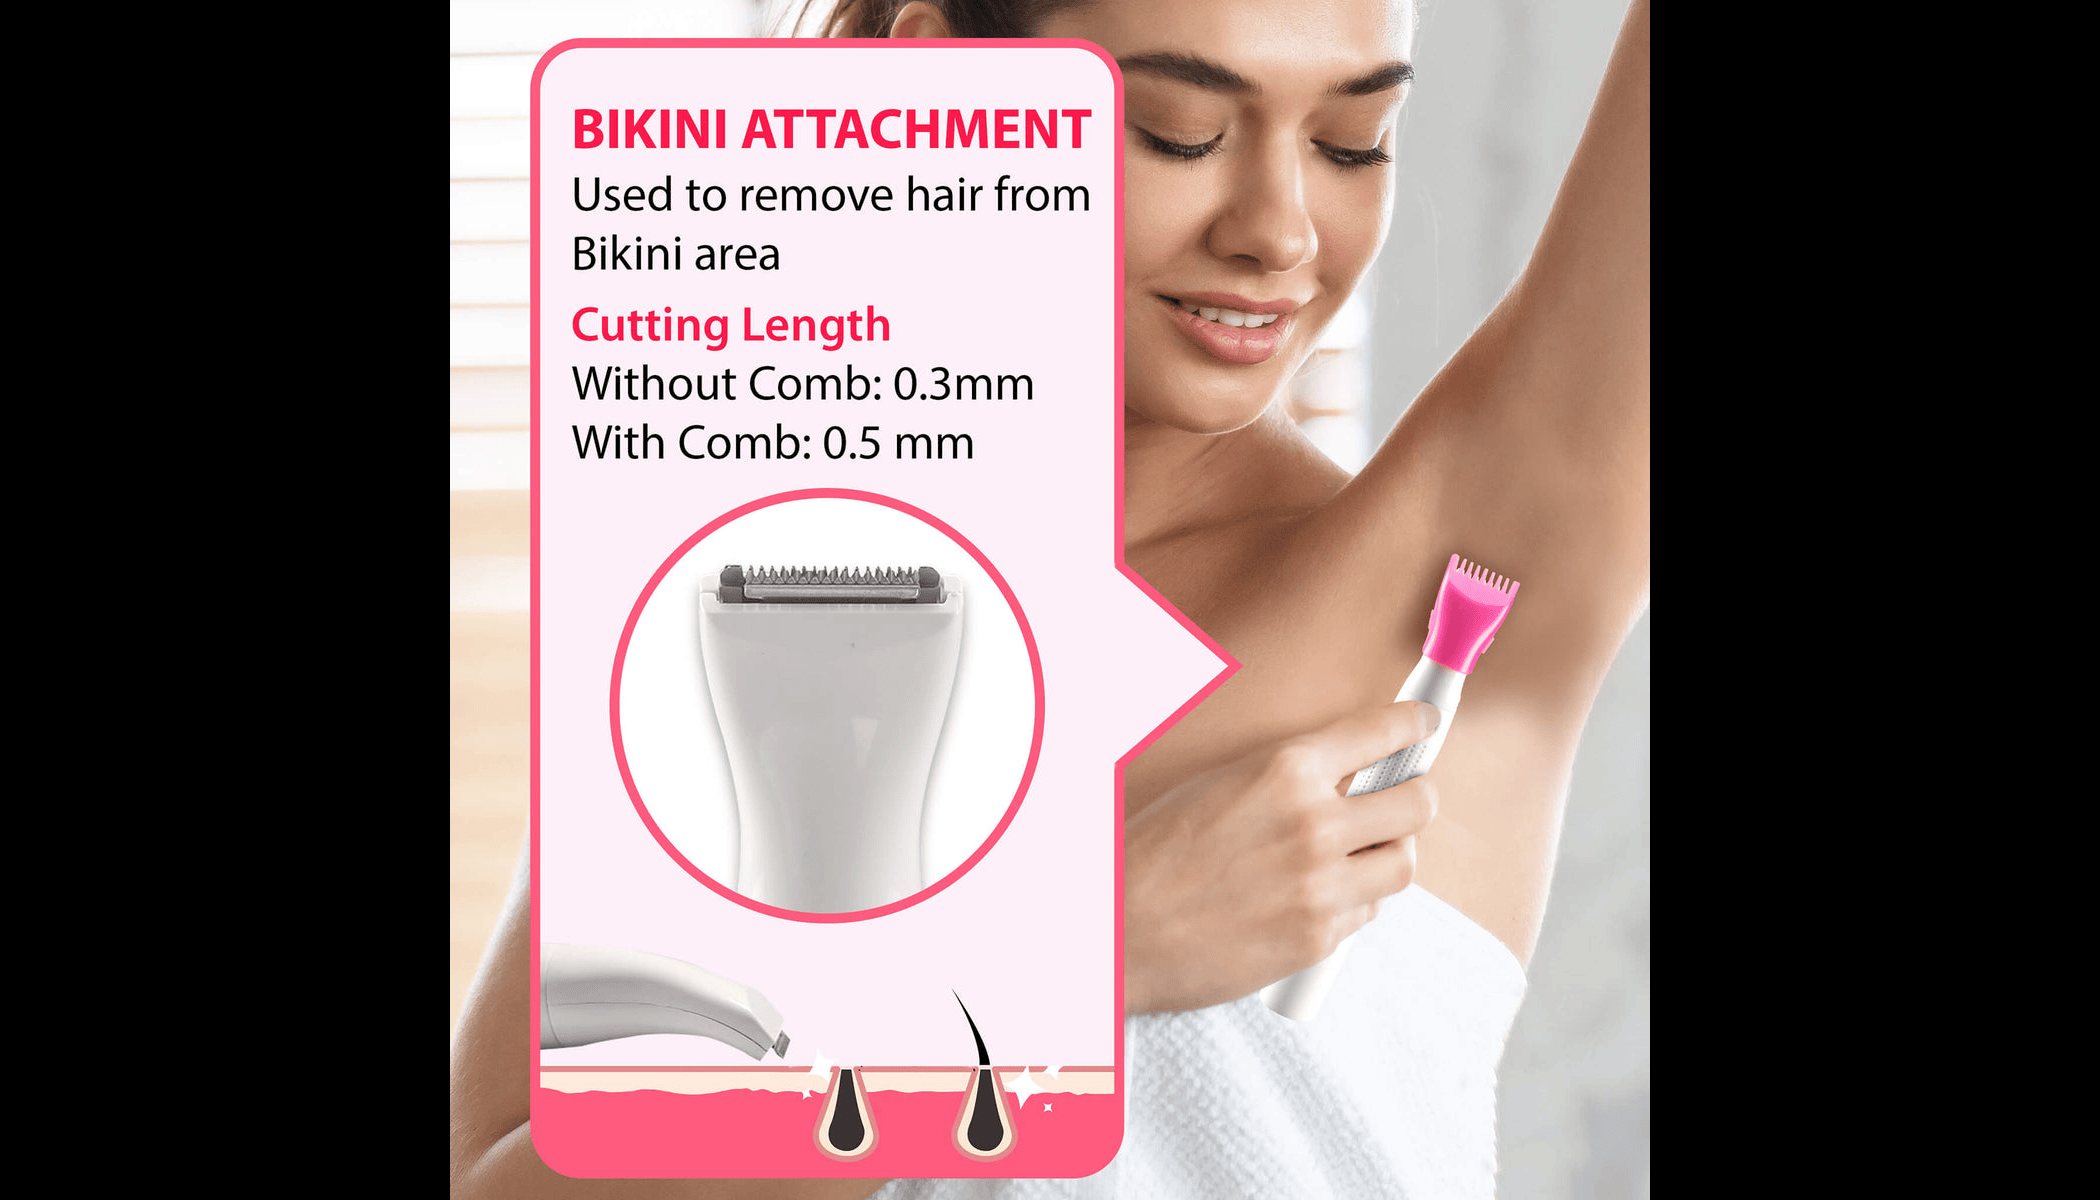 BIKINI ATTACHMENT
Used to remove hair from
Bikini area
Cutting Length
Without Comb: 0.3mm
With Comb: 0.5 mm